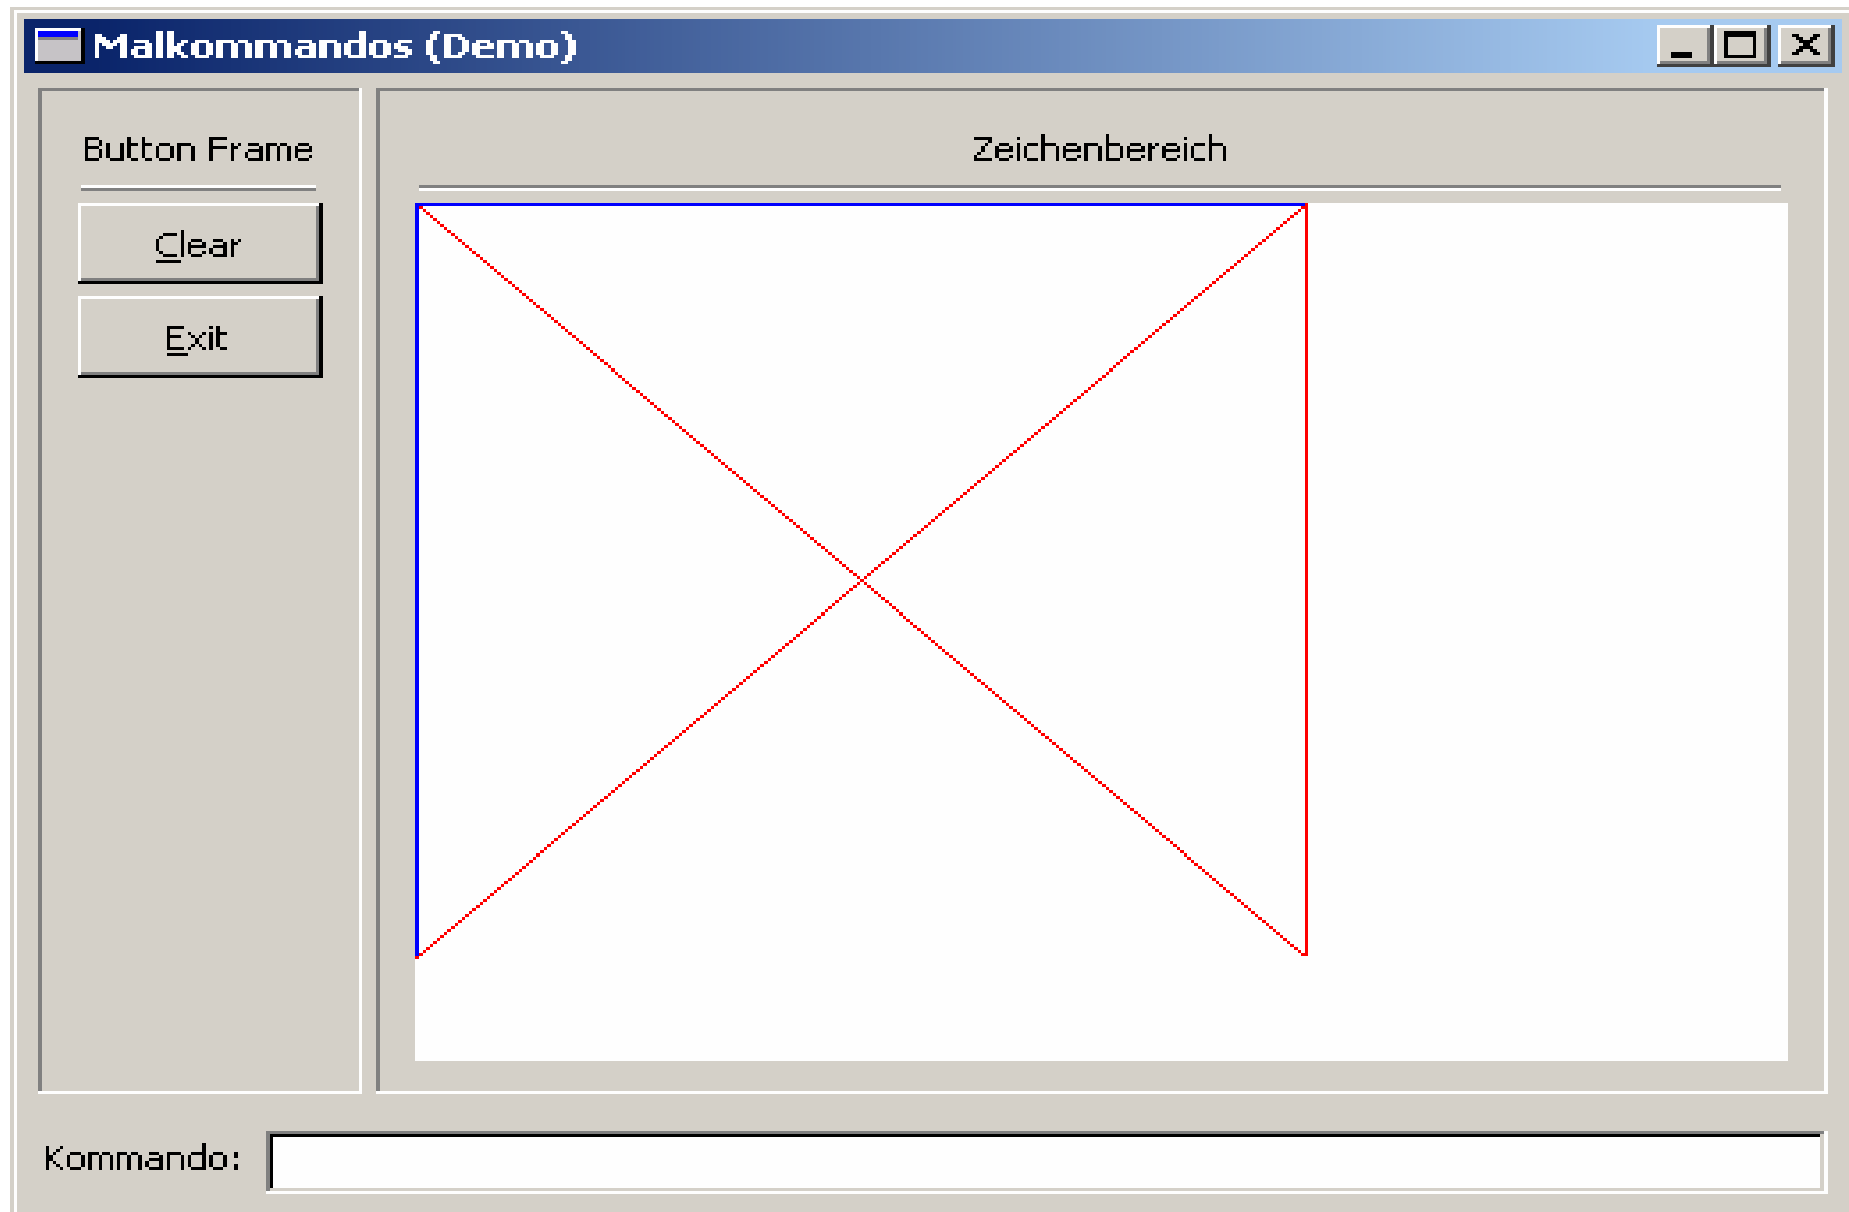 Malkommandos (Demo)
Button Frame
Clear
Exit
Zeichenbereich
Kommando: